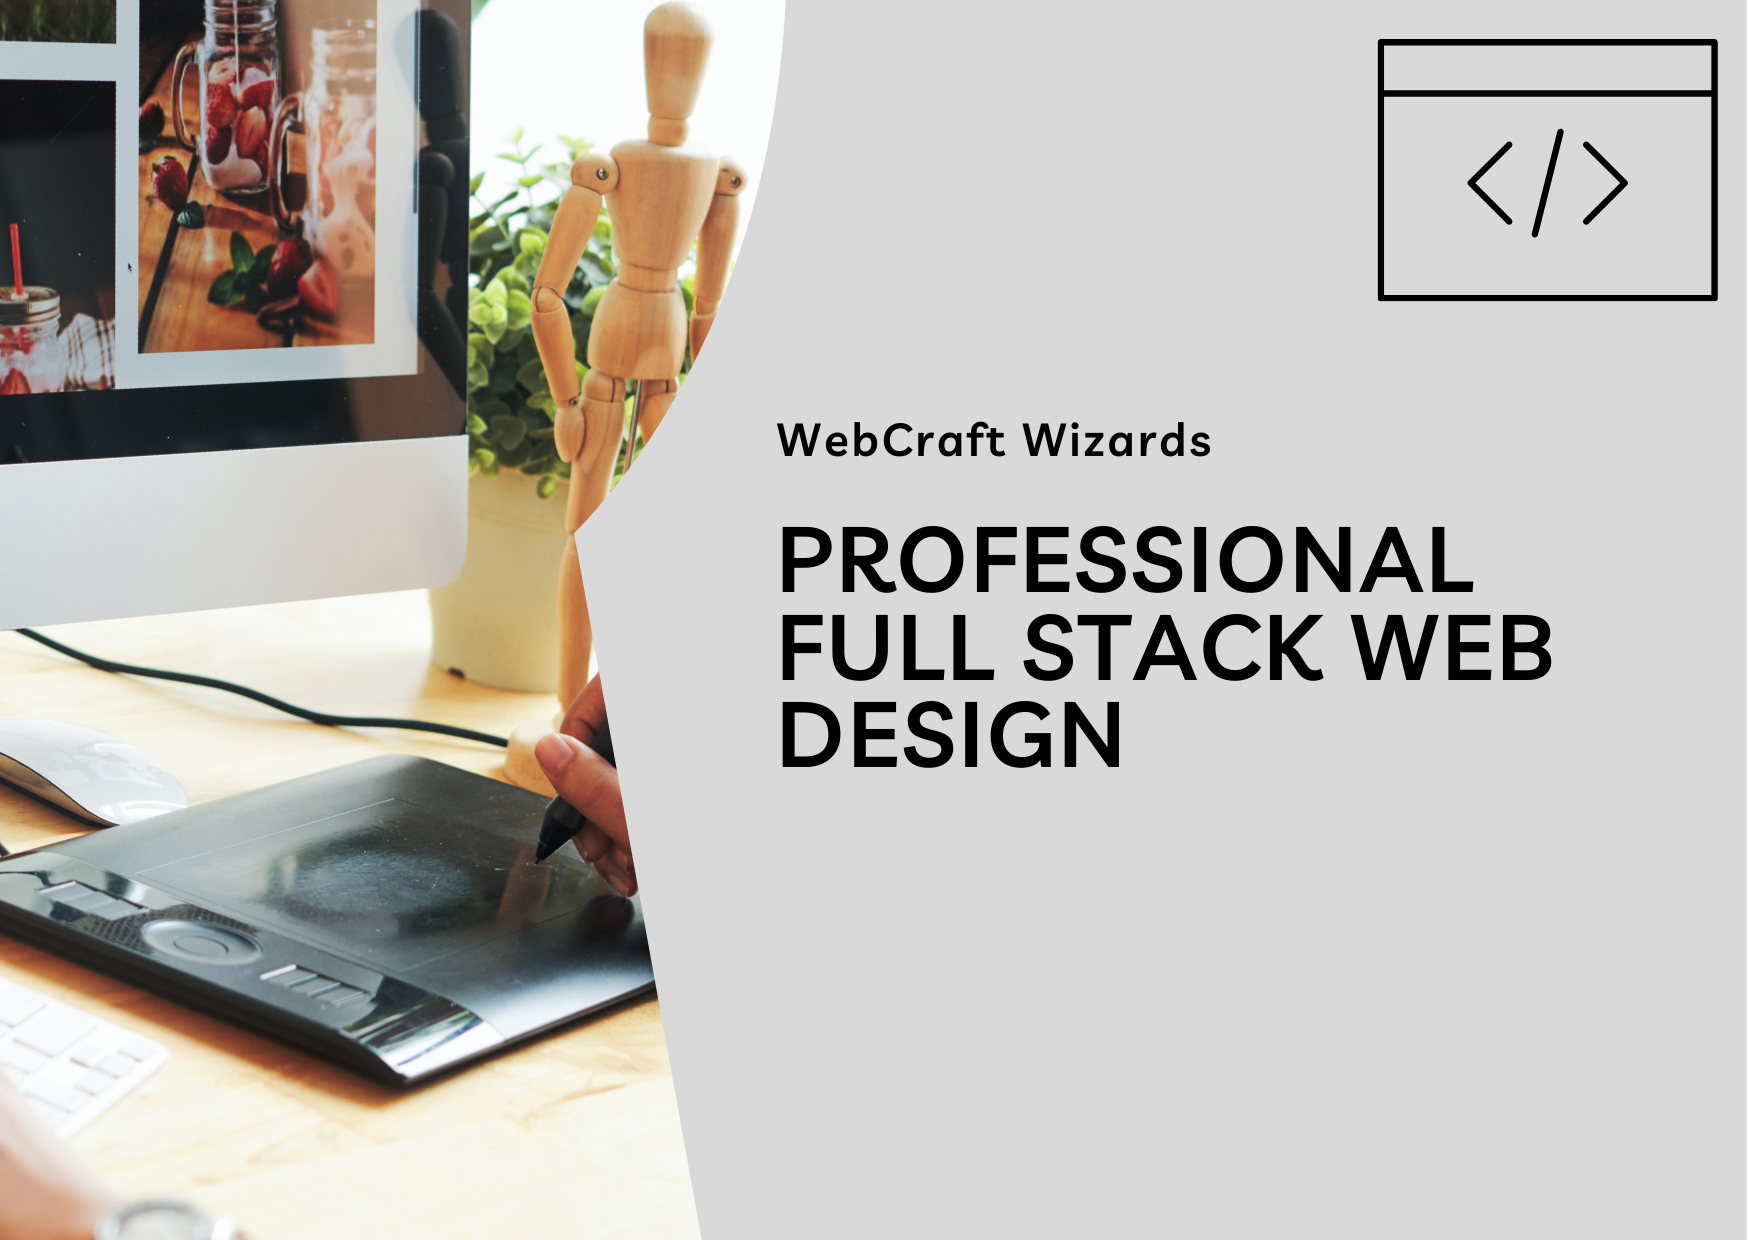 </>
WebCraft Wizards
PROFESSIONAL
FULL STACK WEB
DESIGN